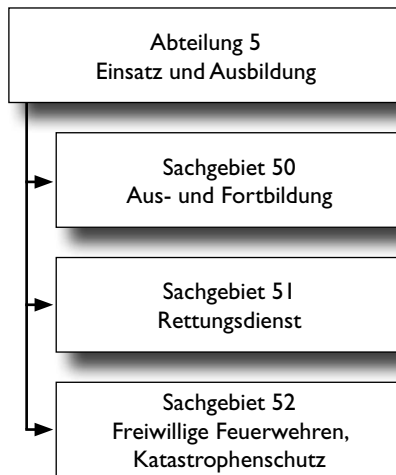 Abteilung 5
Einsatz und Ausbildung
Sachgebiet 50
Aus- und Fortbildung
Sachgebiet 51
Rettungsdienst
Sachgebiet 52
Freiwillige Feuerwehren,
Katastrophenschutz